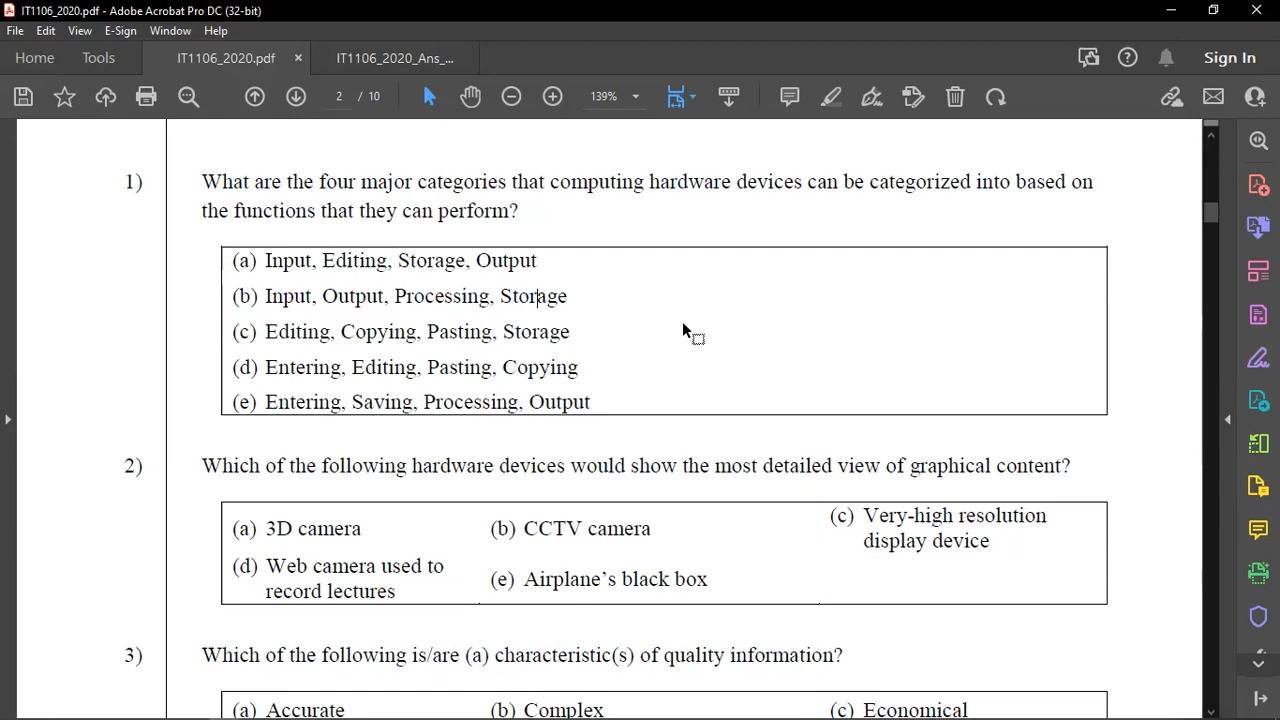 IT1106_2020.pdf - Adobe Acrobat Pro DC (32-bit)
File Edit View E-Sign Window Help
Home Tools IT1106_2020.pdf × IT1106_2020_Ans_... Sign In
2 / 10 139%
1) What are the four major categories that computing hardware devices can be categorized into based on
the functions that they can perform?
(a) Input, Editing, Storage, Output
(b) Input, Output, Processing, Storage
(c) Editing, Copying, Pasting, Storage
(d) Entering, Editing, Pasting, Copying
(e) Entering, Saving, Processing, Output
2) Which of the following hardware devices would show the most detailed view of graphical content?
(a) 3D camera (b) CCTV camera (c) Very-high resolution
display device
(d) Web camera used to
record lectures (e) Airplane’s black box
3) Which of the following is/are (a) characteristic(s) of quality information?
(a) Accurate (b) Complex (c) Economical